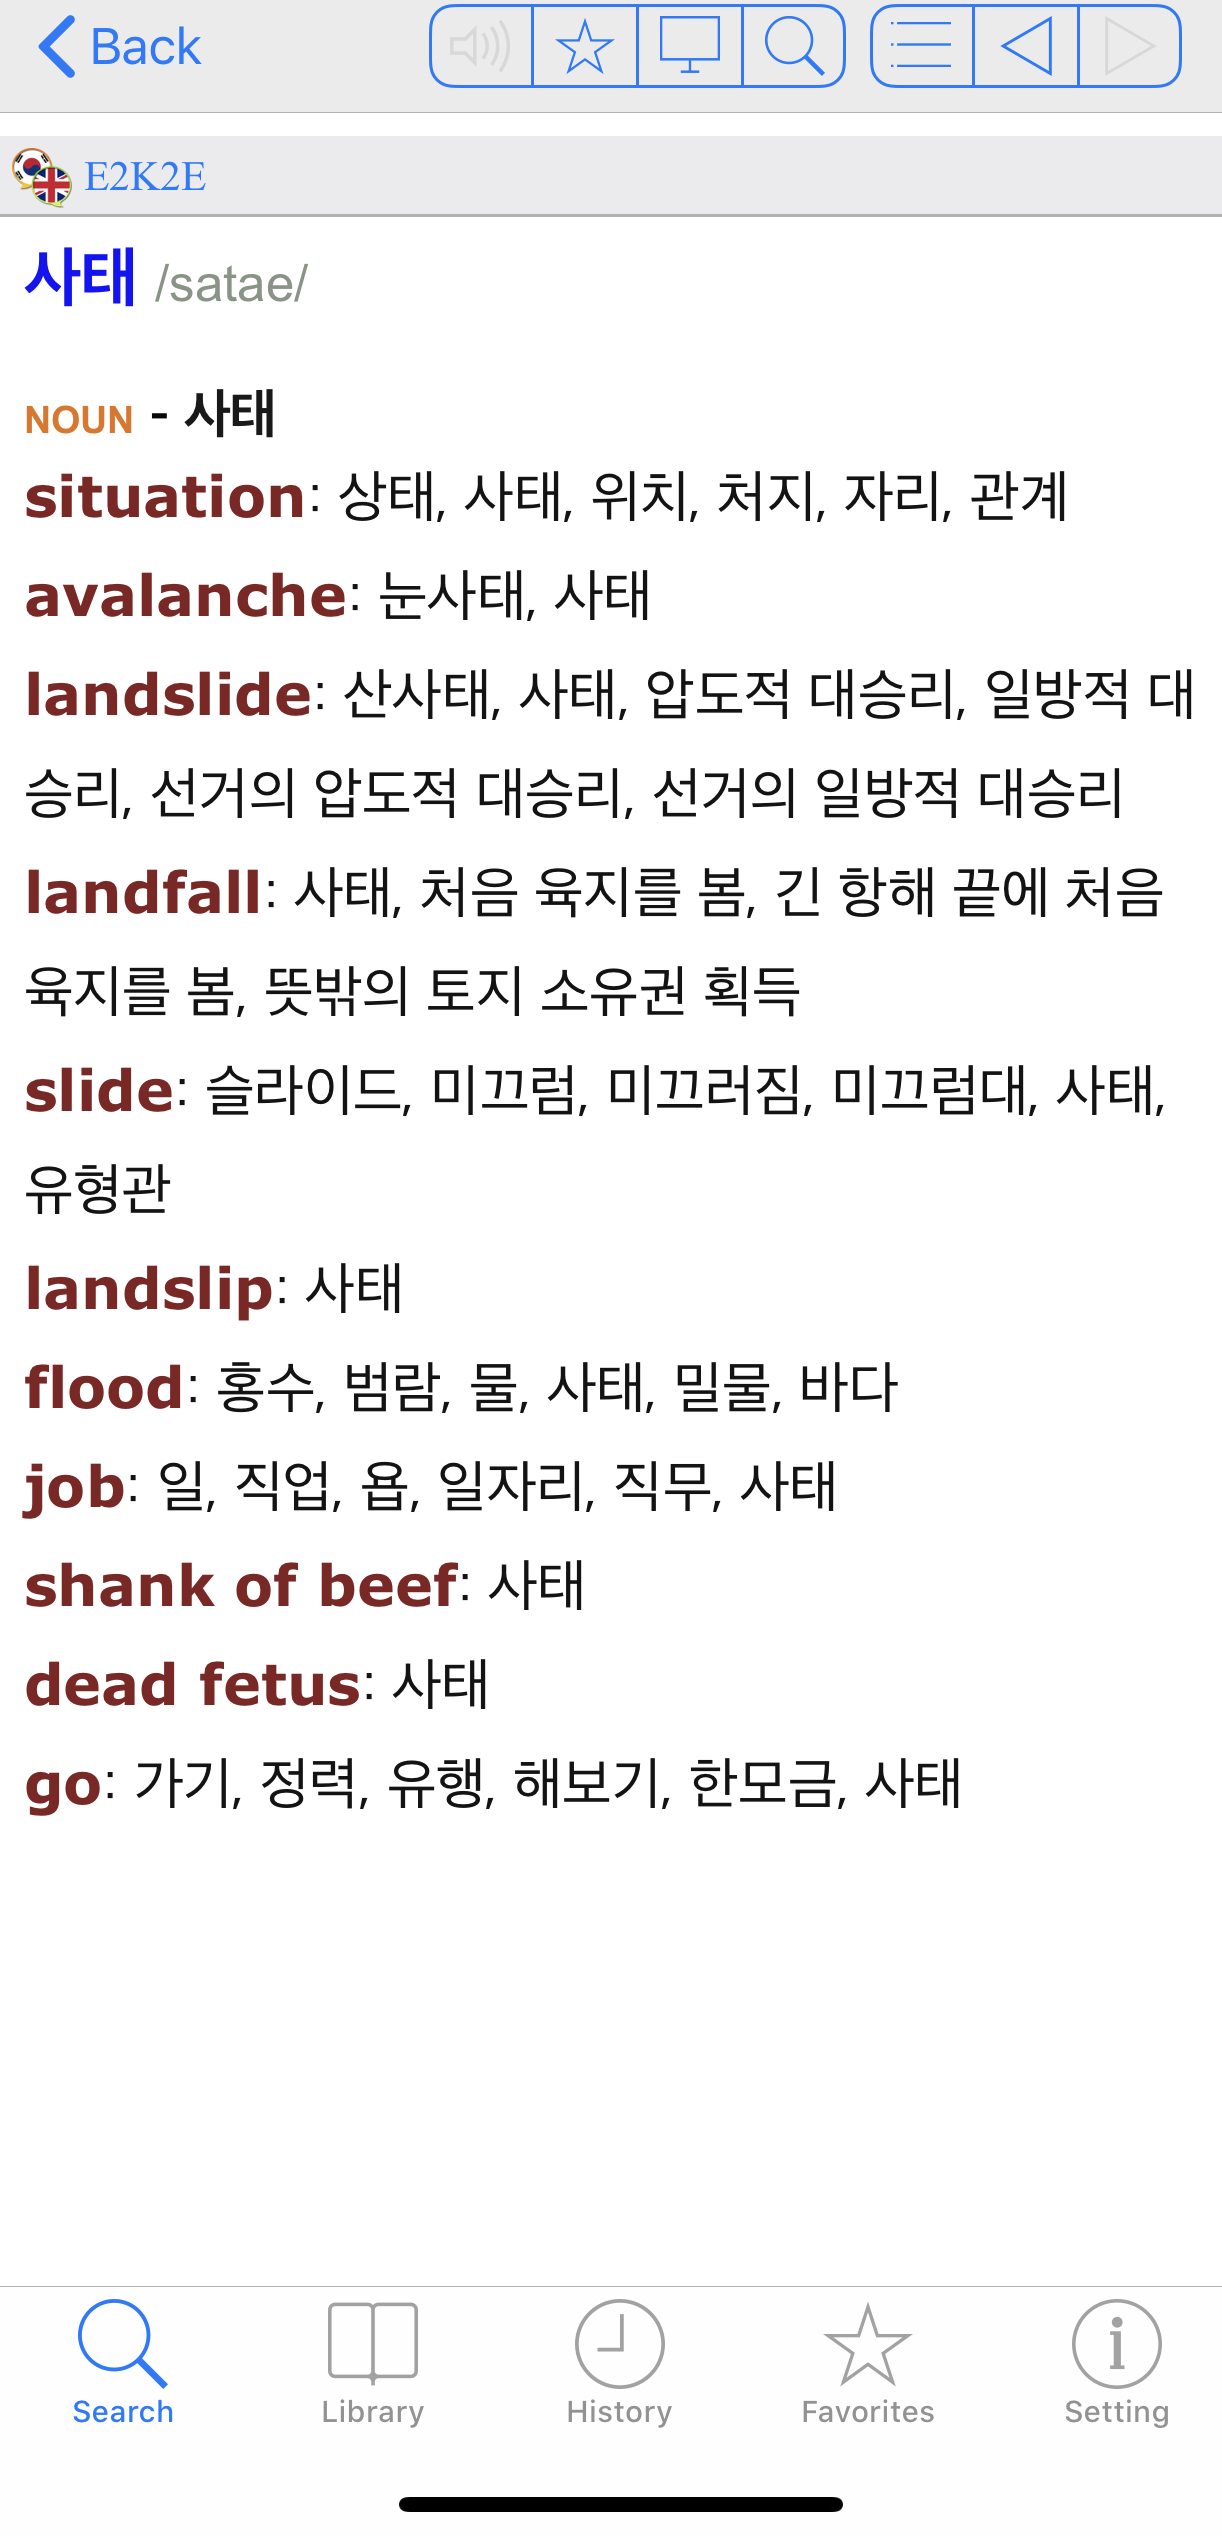 Back
E2K2E
사태 /satae/
NOUN - 사태
situation: 상태, 사태, 위치, 처지, 자리, 관계
avalanche: 눈사태, 사태
landslide: 산사태, 사태, 압도적 대승리, 일방적 대
승리, 선거의 압도적 대승리, 선거의 일방적 대승리
landfall: 사태, 처음 육지를 봄, 긴 항해 끝에 처음
육지를 봄, 뜻밖의 토지 소유권 획득
slide: 슬라이드, 미끄럼, 미끄러짐, 미끄럼대, 사태,
유형관
landslip: 사태
flood: 홍수, 범람, 물, 사태, 밀물, 바다
job: 일, 직업, 욥, 일자리, 직무, 사태
shank of beef: 사태
dead fetus: 사태
go: 가기, 정력, 유행, 해보기, 한모금, 사태
Search Library History Favorites Setting